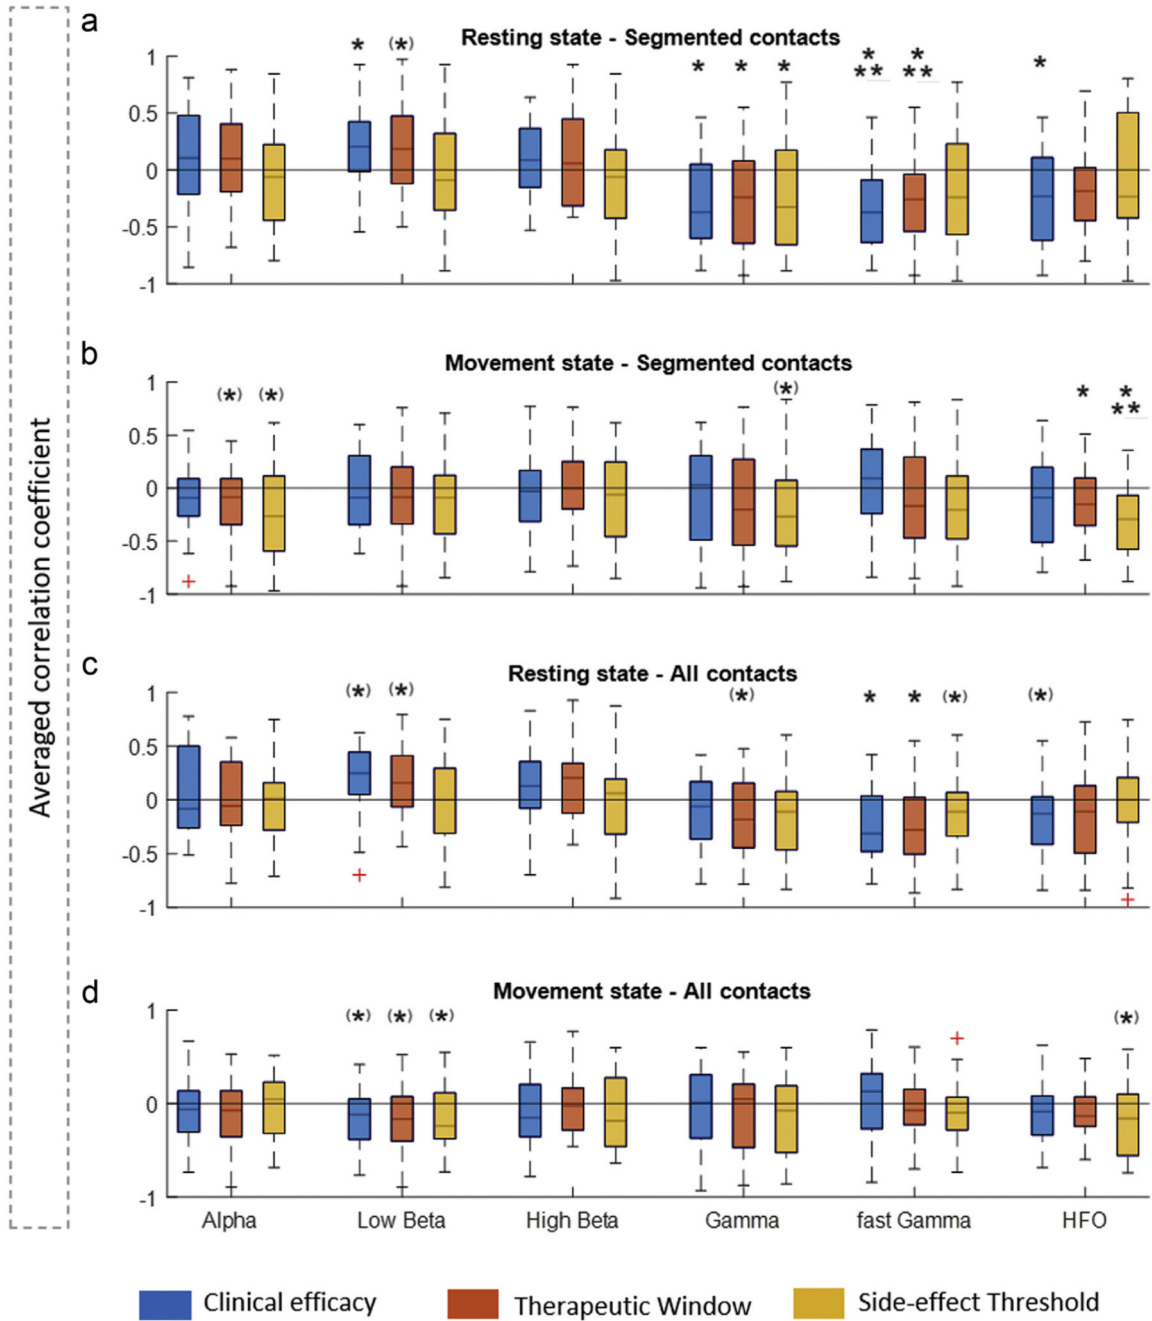 Averaged correlation coefficient
a
Resting state - Segmented contacts
* (*) * * * * ** * ** *
1
0.5
0
-0.5
-1
b
Movement state - Segmented contacts
(*) (*) (*) * * **
1
0.5
0
-0.5
-1
c
Resting state - All contacts
(*) (*) (*) * * (*) (*)
1
0.5
0
-0.5
-1
d
Movement state - All contacts
(*) (*) (*) (*)
1
0
-1
Alpha Low Beta High Beta Gamma fast Gamma HFO
Clinical efficacy Therapeutic Window Side-effect Threshold